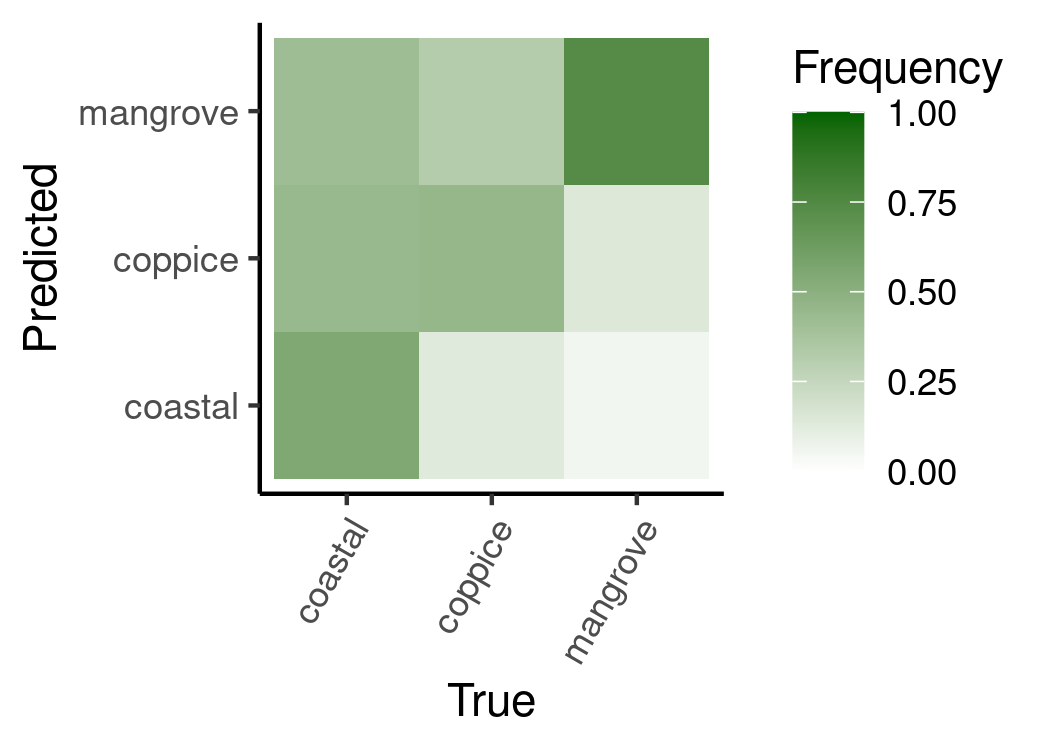 Frequency
1.00
0.75
0.50
0.25
0.00
Predicted
mangrove
coppice
coastal
coastal
coppice
mangrove
True